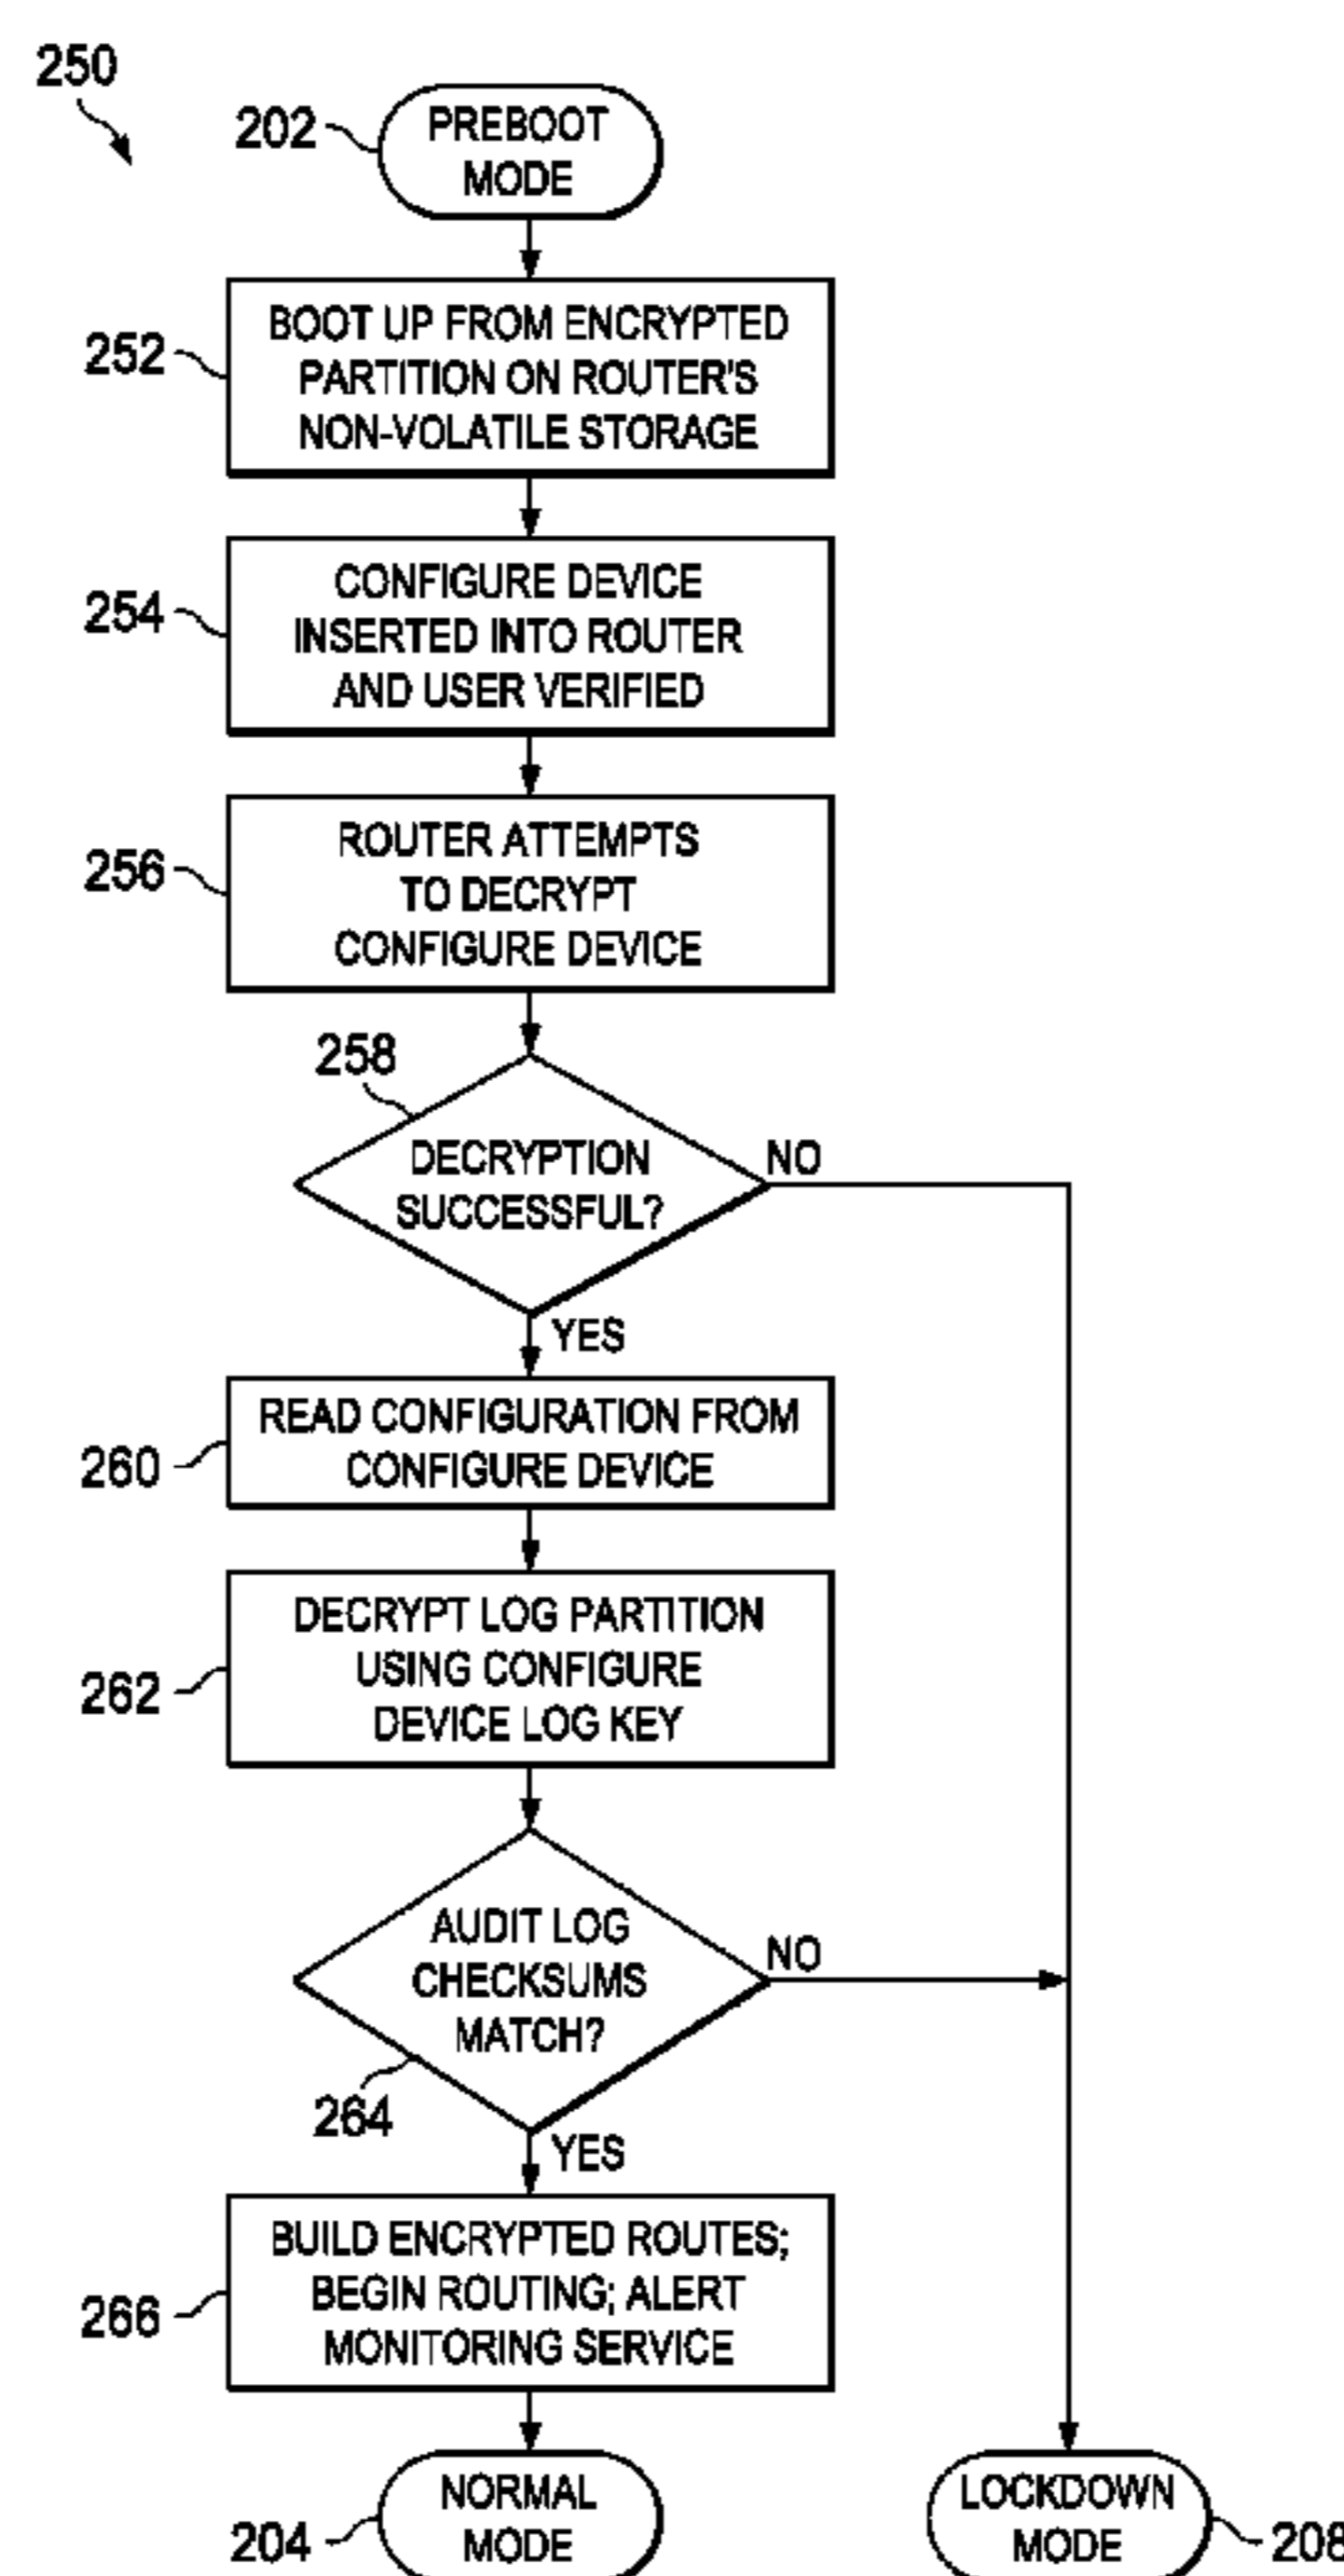 250
202
PREBOOT
MODE
252
BOOT UP FROM ENCRYPTED
PARTITION ON ROUTER'S
NON-VOLATILE STORAGE
254
CONFIGURE DEVICE
INSERTED INTO ROUTER
AND USER VERIFIED
256
ROUTER ATTEMPTS
TO DECRYPT
CONFIGURE DEVICE
258
DECRYPTION
SUCCESSFUL?
NO
YES
260
READ CONFIGURATION FROM
CONFIGURE DEVICE
262
DECRYPT LOG PARTITION
USING CONFIGURE
DEVICE LOG KEY
AUDIT LOG
CHECKSUMS
MATCH?
NO
264
YES
266
BUILD ENCRYPTED ROUTES;
BEGIN ROUTING; ALERT
MONITORING SERVICE
204
NORMAL
MODE
LOCKDOWN
MODE
208